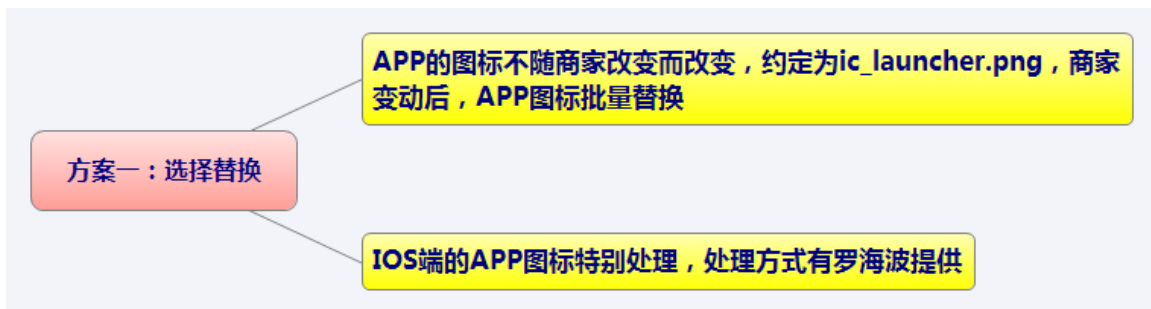 APP的图标不随商家改变而改变，约定为ic_launcher.png，商家
变动后，APP图标批量替换
方案一：选择替换
IOS端的APP图标特别处理，处理方式有罗海波提供